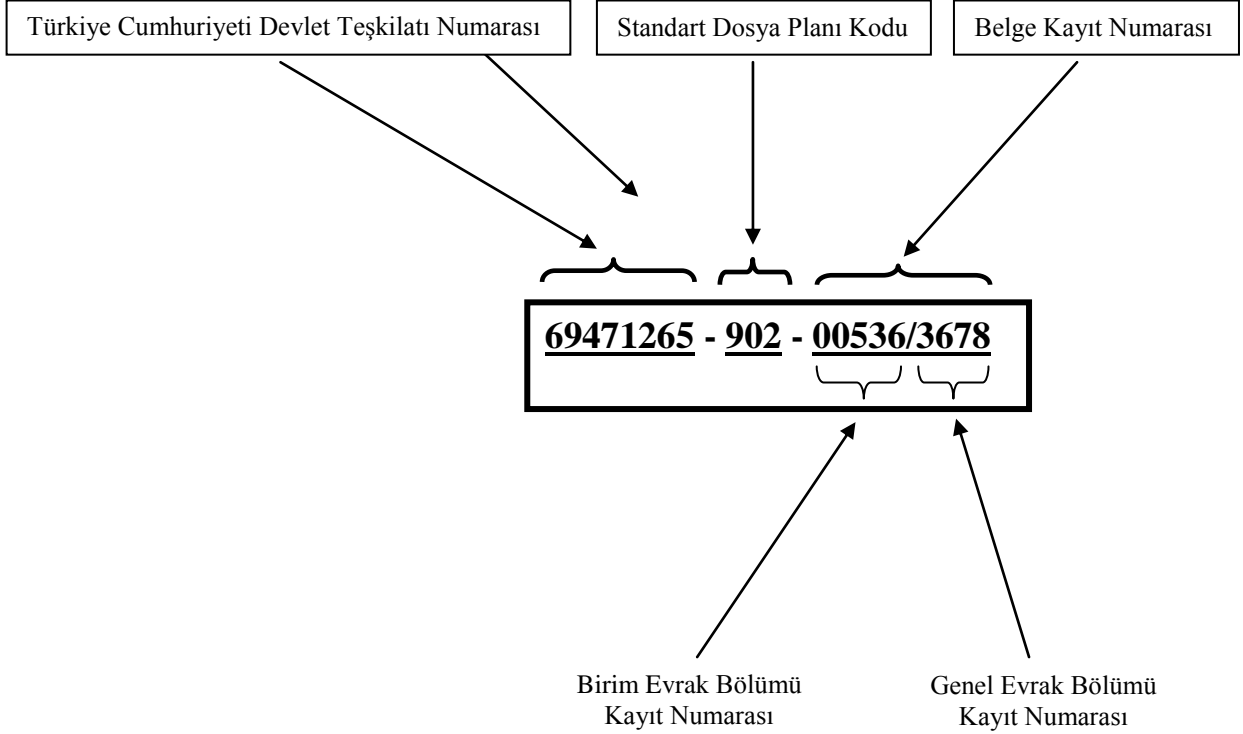 Türkiye Cumhuriyeti Devlet Teşkilatı Numarası
Standart Dosya Planı Kodu
Belge Kayıt Numarası
69471265 - 902 - 00536/3678
Birim Evrak Bölümü
Kayıt Numarası
Genel Evrak Bölümü
Kayıt Numarası